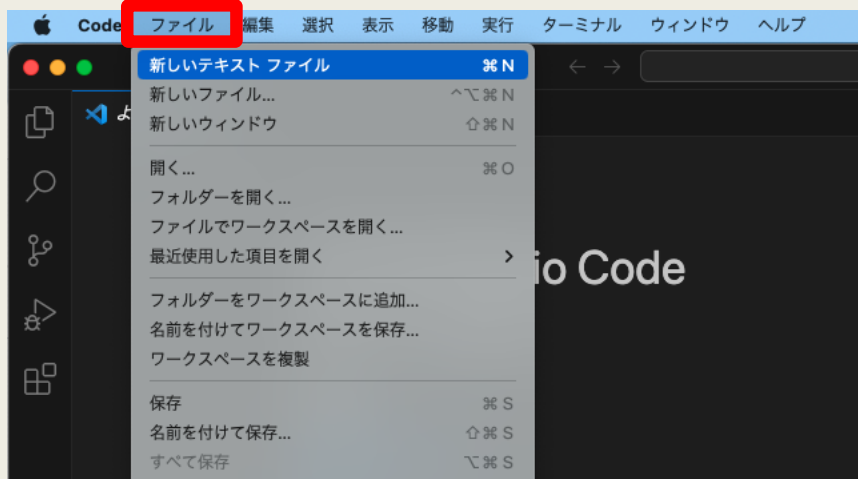 Code ファイル 編集 選択 表示 移動 実行 ターミナル ウィンドウ ヘルプ
新しいテキスト ファイル ⌘N
新しいファイル... ^⌥⌘N
新しいウィンドウ ⇧⌘N
よ
開く... ⌘O
フォルダーを開く...
ファイルでワークスペースを開く...
最近使用した項目を開く >
io Code
フォルダーをワークスペースに追加...
名前を付けてワークスペースを保存...
ワークスペースを複製
保存 ⌘S
名前を付けて保存... ⇧⌘S
すべて保存 ⌥⌘S